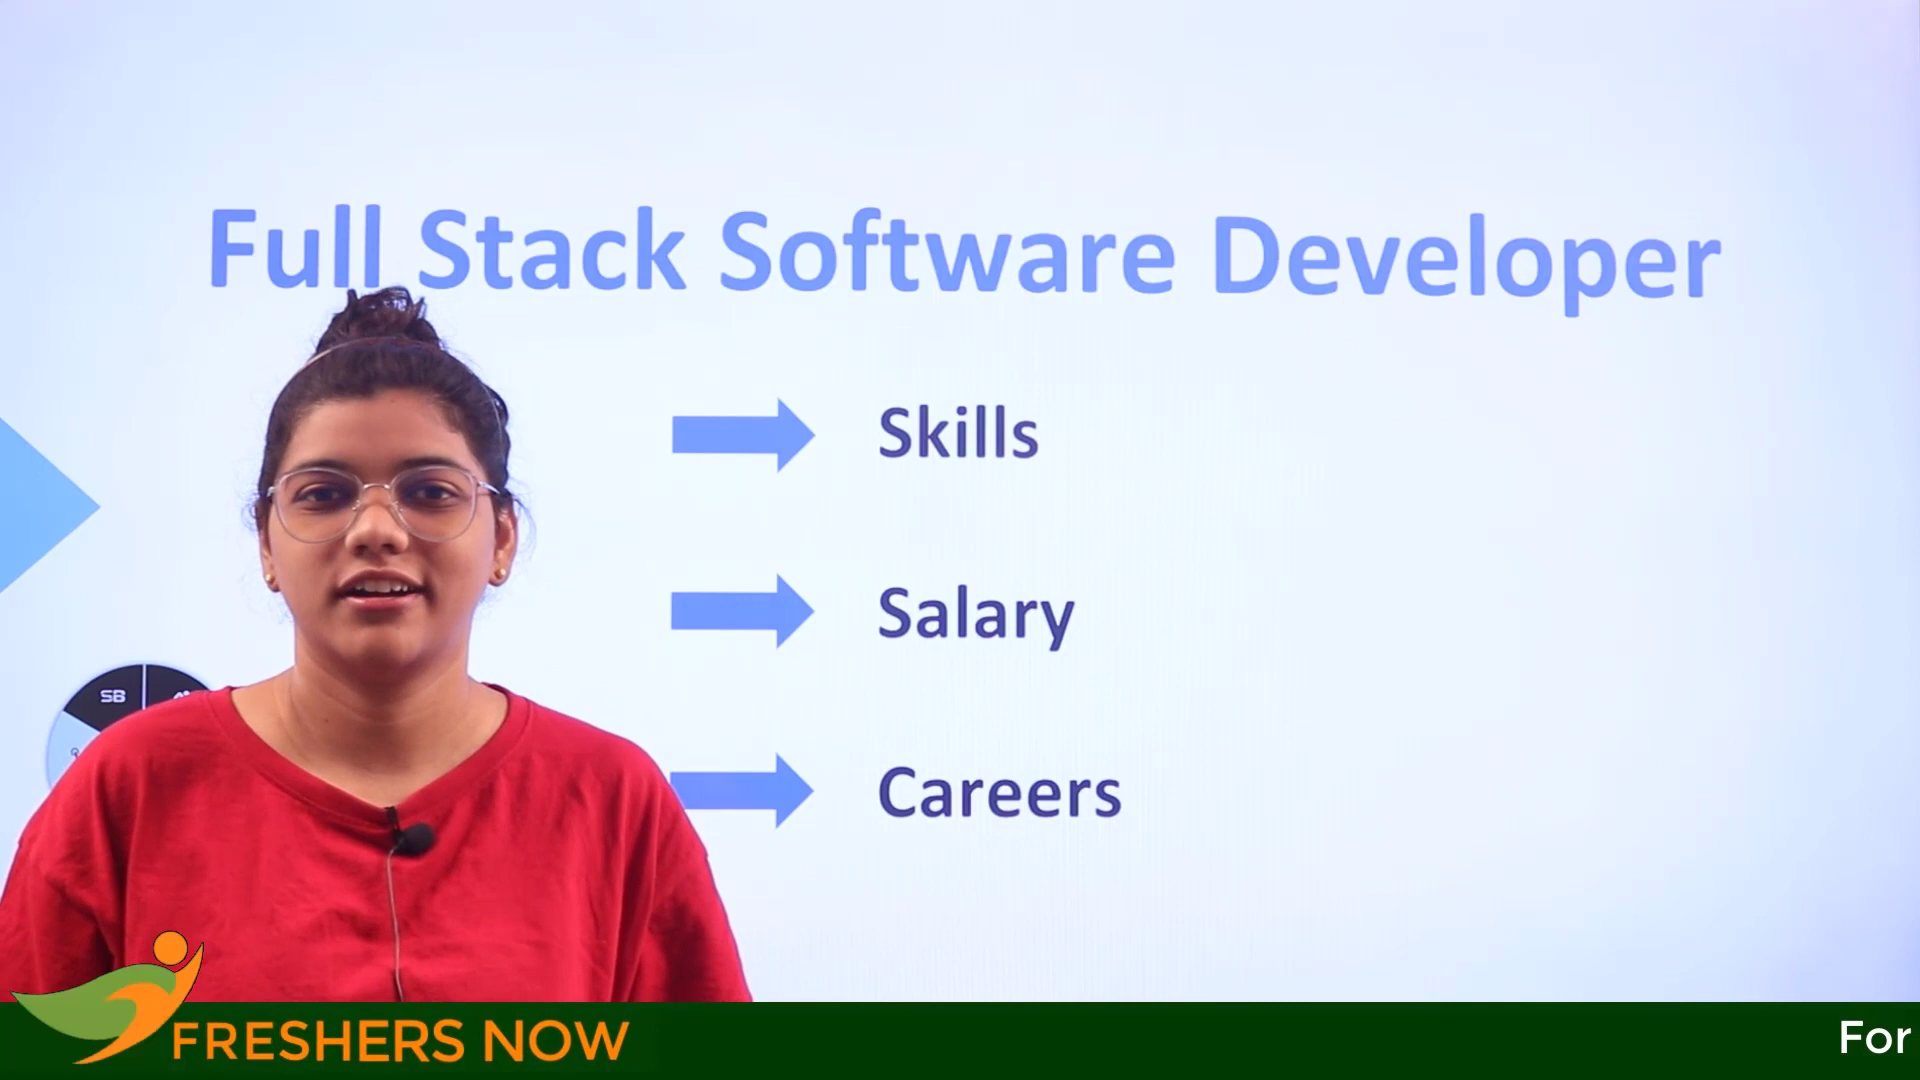 Full Stack Software Developer
Skills
Salary
Careers
SB
FRESHERS NOW
For